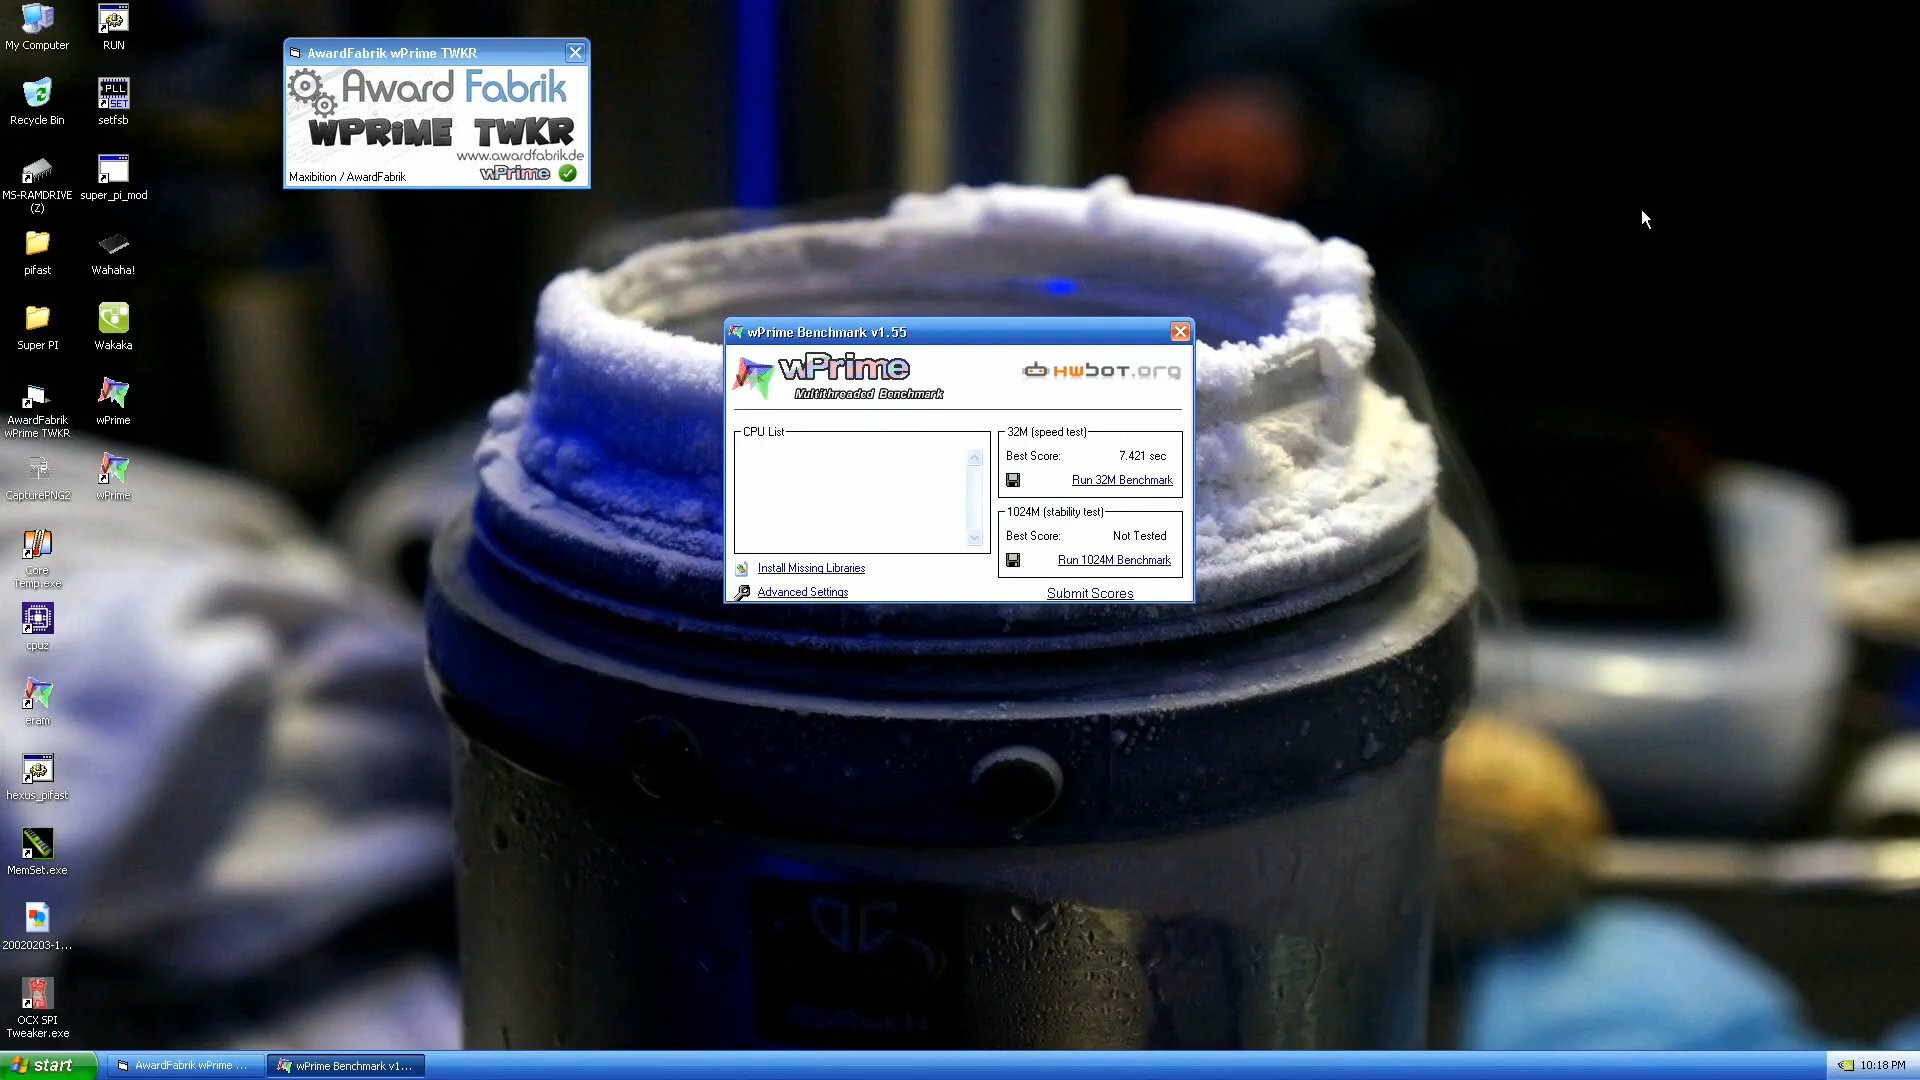 My Computer
RUN
Recycle Bin
PLL
SET
setfsb
MS-RAMDRIVE
(Z)
super_pi_mod
pifast
Wahaha!
Super PI
Wakaka
AwardFabrik
wPrime TWKR
wPrime
CapturePNG2
wPrime
Core
Temp.exe
cpuz
eram
hexus_pifast
MemSet.exe
20020203-1...
OCX SPI
Tweaker.exe
AwardFabrik wPrime TWKR
Award Fabrik
WPRiME TWKR
www.awardfabrik.de
Maxibition / AwardFabrik
wPrime
wPrime Benchmark v1.55
wPrime
Multithreaded Benchmark
HWBOT.org
CPU List
32M (speed test)
Best Score: 7.421 sec
Run 32M Benchmark
1024M (stability test)
Best Score: Not Tested
Run 1024M Benchmark
Install Missing Libraries
Advanced Settings
Submit Scores
ASRock
start
AwardFabrik wPrime ...
wPrime Benchmark v1...
10:18 PM